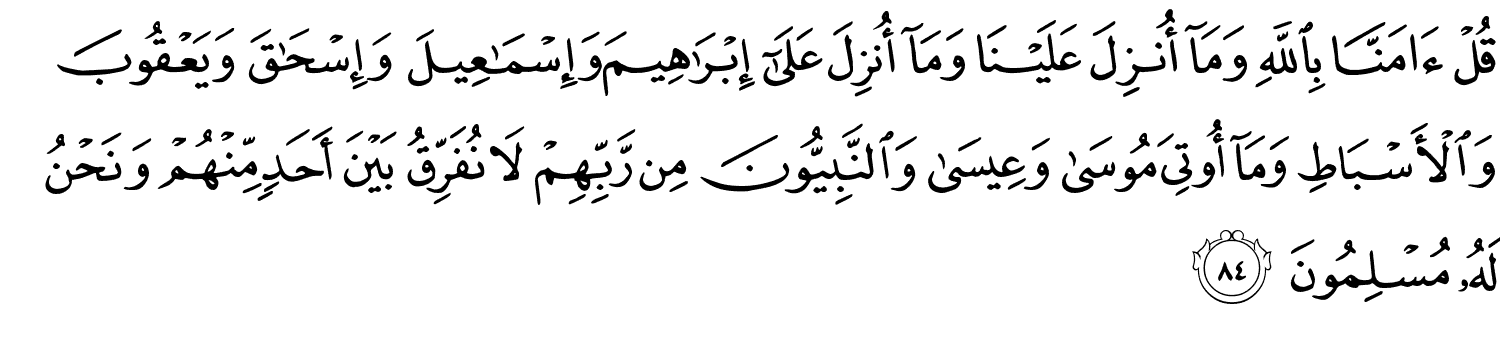 قُلۡ ءَامَنَّا بِٱللَّهِ وَمَآ أُنزِلَ عَلَيۡنَا وَمَآ أُنزِلَ عَلَىٰٓ إِبۡرَٰهِيمَ وَإِسۡمَٰعِيلَ وَإِسۡحَٰقَ وَيَعۡقُوبَ
وَٱلۡأَسۡبَاطِ وَمَآ أُوتِيَ مُوسَىٰ وَعِيسَىٰ وَٱلنَّبِيُّونَ مِن رَّبِّهِمۡ لَا نُفَرِّقُ بَيۡنَ أَحَدٖ مِّنۡهُمۡ وَنَحۡنُ
لَهُۥ مُسۡلِمُونَ ٨٤